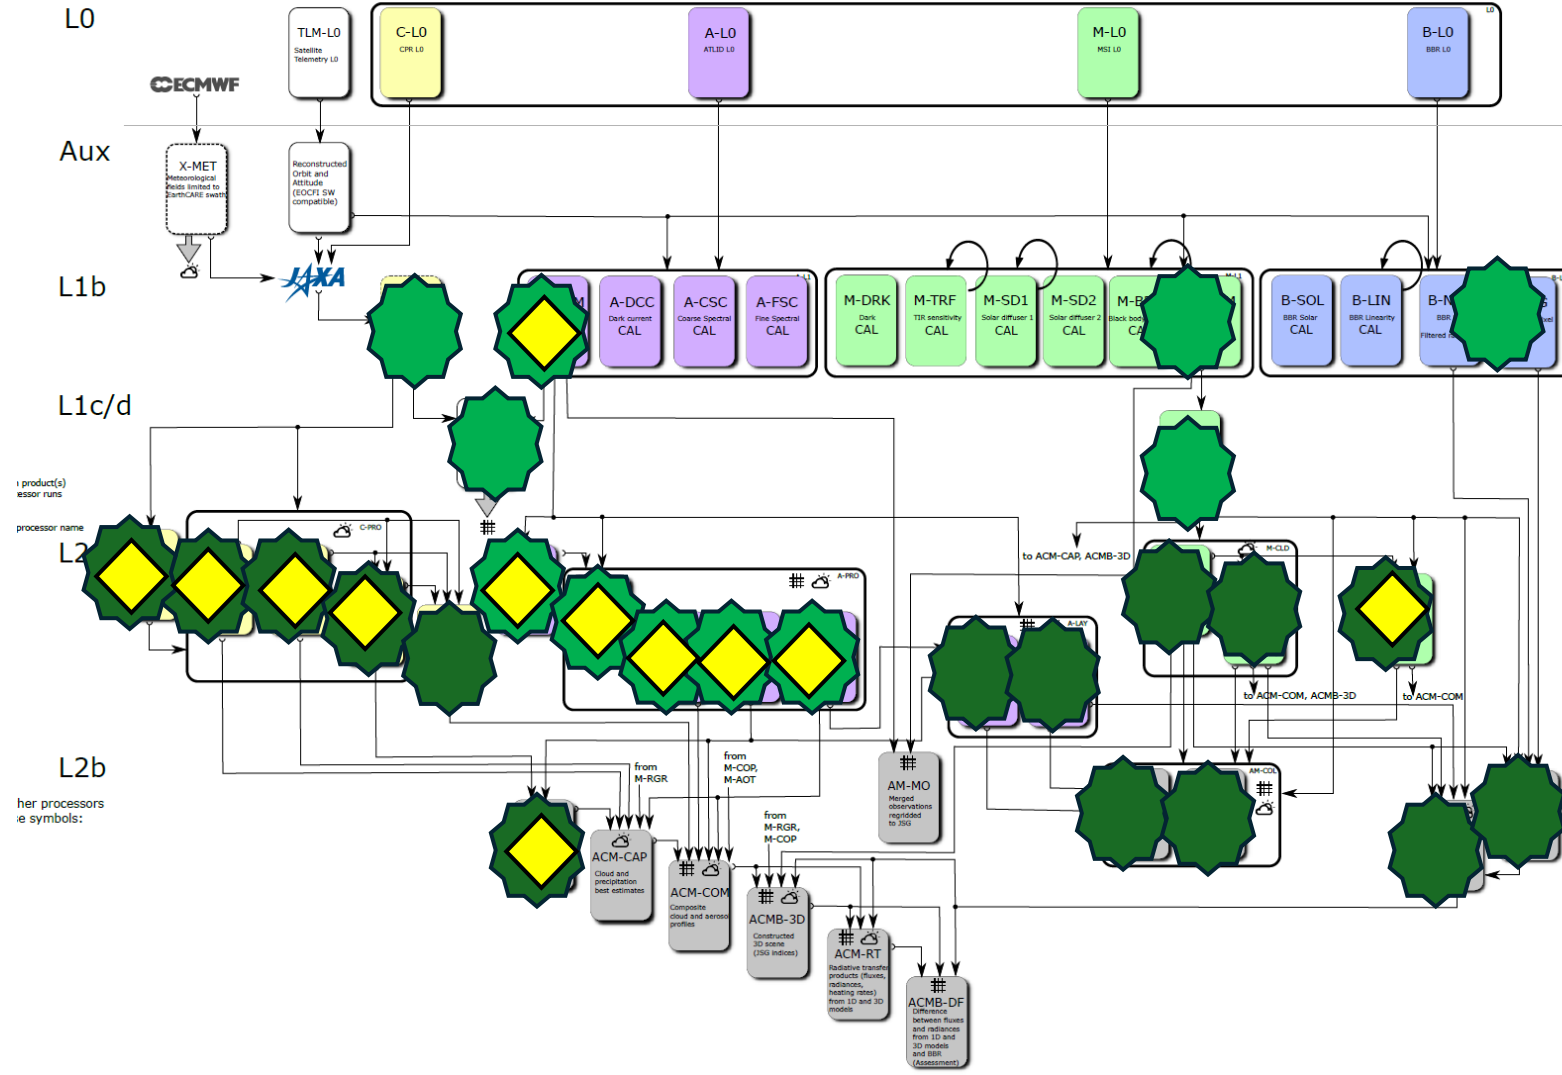 L0
TLM-L0
Satellite
Telemetry L0
C-L0
CPR L0
A-L0
ATLID L0
M-L0
MSI L0
B-L0
BBR L0
L0
ECMWF
Aux
X-MET
Meteorological
fields limited to
EarthCARE swath
Reconstructed
Orbit and
Attitude
(EOCFI SW
compatible)
L1b
JAXA
M
A-DCC
Dark current
CAL
A-CSC
Coarse Spectral
CAL
A-FSC
Fine Spectral
CAL
M-DRK
Dark
CAL
M-TRF
TIR sensitivity
CAL
M-SD1
Solar diffuser 1
CAL
M-SD2
Solar diffuser 2
CAL
Black
B-SOL
BBR Solar
CAL
B-LIN
BBR Linearity
CAL
BBR
Filtered
L1c/d
product(s)
processor name
C-PRO
A-PRO
to ACM-CAP, ACMB-3D
M-CLD
A-LAY
to ACM-COM, ACMB-3D
to ACM-COM
L2b
processors
symbols:
from
M-RGR
from
M-COP,
M-AOT
from
M-RGR,
M-COP
AM-MO
Merged
observations
regridded
to JSG
AM-COL
ACM-CAP
Cloud and
precipitation
best estimates
ACM-COM
Composite
cloud and aerosol
profiles
ACMB-3D
Constructed
3D scene
(JSG indices)
ACM-RT
Radiative transfer
products (fluxes,
radiances,
heating rates)
from 1D and 3D
models
ACMB-DF
Difference
between fluxes
and radiances
from 1D and
3D models
and BBR
(Assessment)